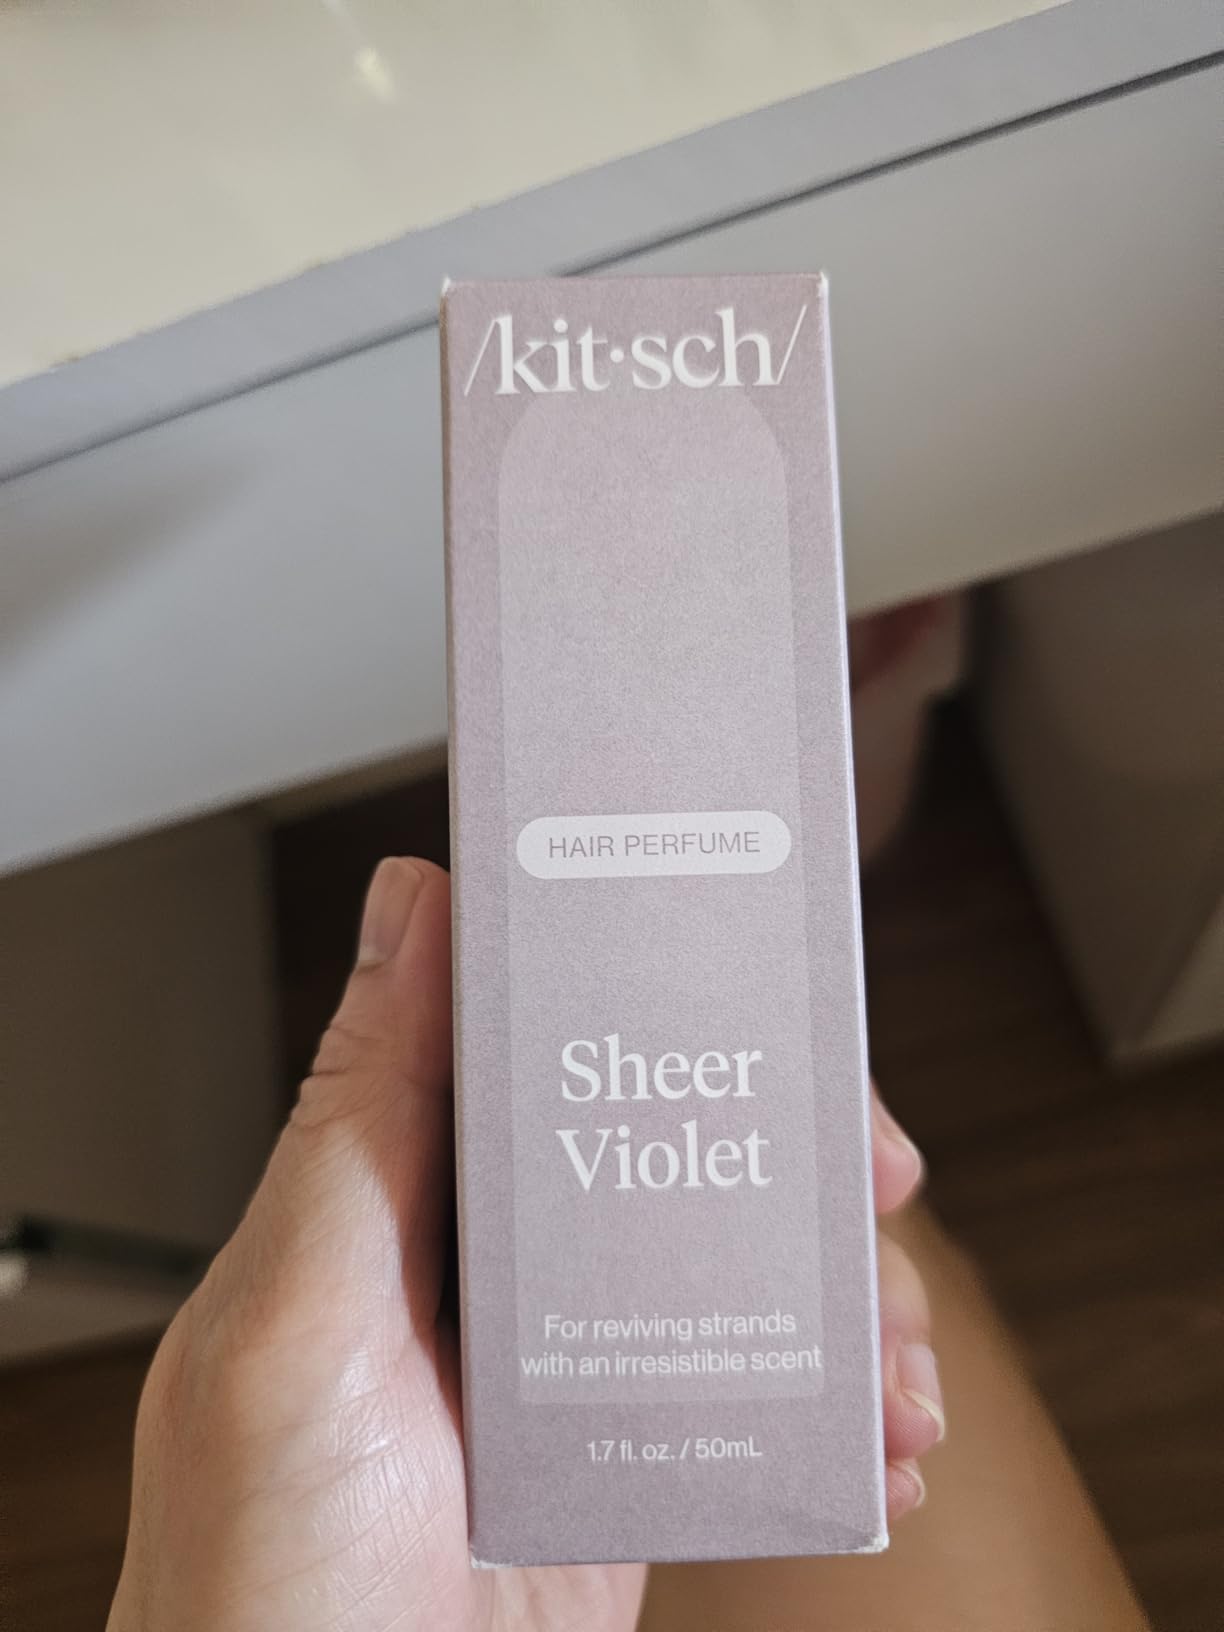 /kit·sch/
HAIR PERFUME
Sheer
Violet
For reviving strands
with an irresistible scent
1.7 fl. oz. / 50mL